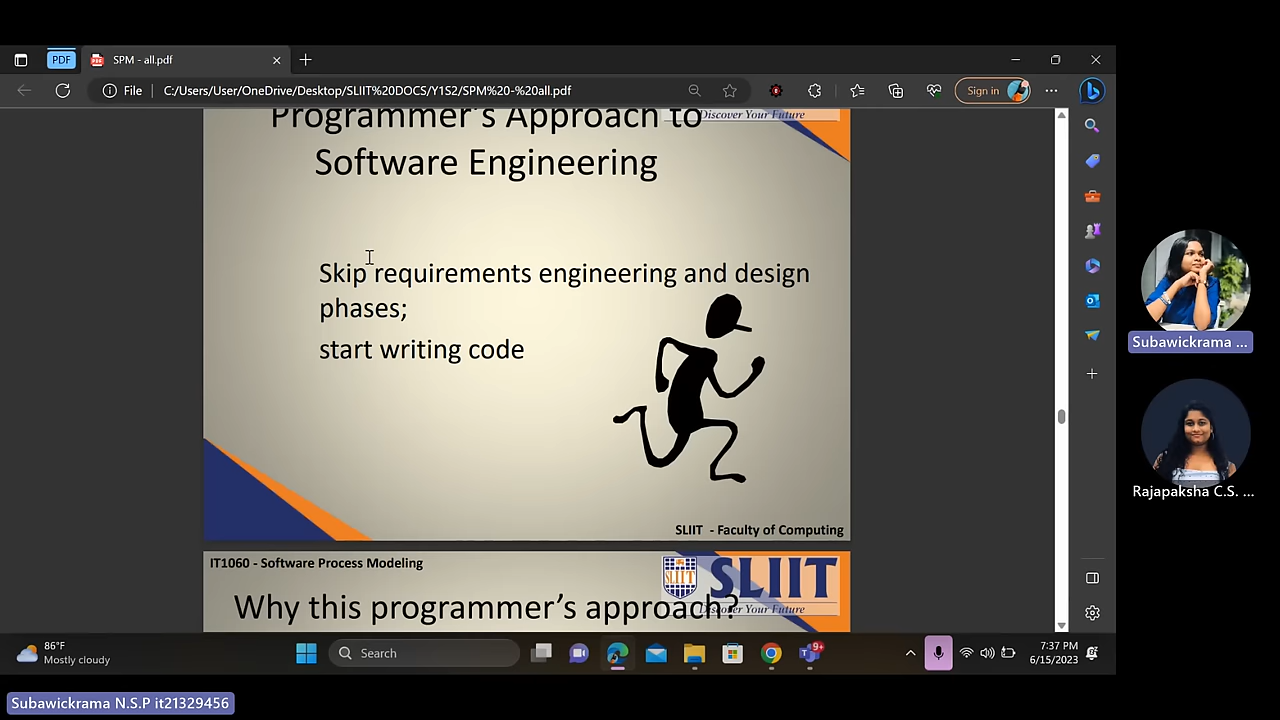 PDF
SPM - all.pdf
File
C:/Users/User/OneDrive/Desktop/SLIIT%20DOCS/Y1S2/SPM%20-%20all.pdf
Sign in
Programmer's Approach to
Discover Your Future
Software Engineering
Skip requirements engineering and design
phases;
start writing code
SLIIT - Faculty of Computing
IT1060 - Software Process Modeling
SLIIT
SLIIT
Why this programmer's approach?
Discover Your Future
Subawickrama ...
Rajapaksha C.S. ...
86°F
Mostly cloudy
Search
9+
7:37 PM
6/15/2023
Subawickrama N.S.P it21329456